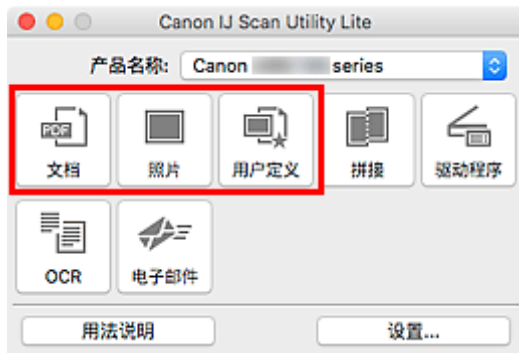 Canon IJ Scan Utility Lite
产品名称: Canon series
PDF
文档 照片 用户定义 拼接 驱动程序
OCR 电子邮件
用法说明 设置...